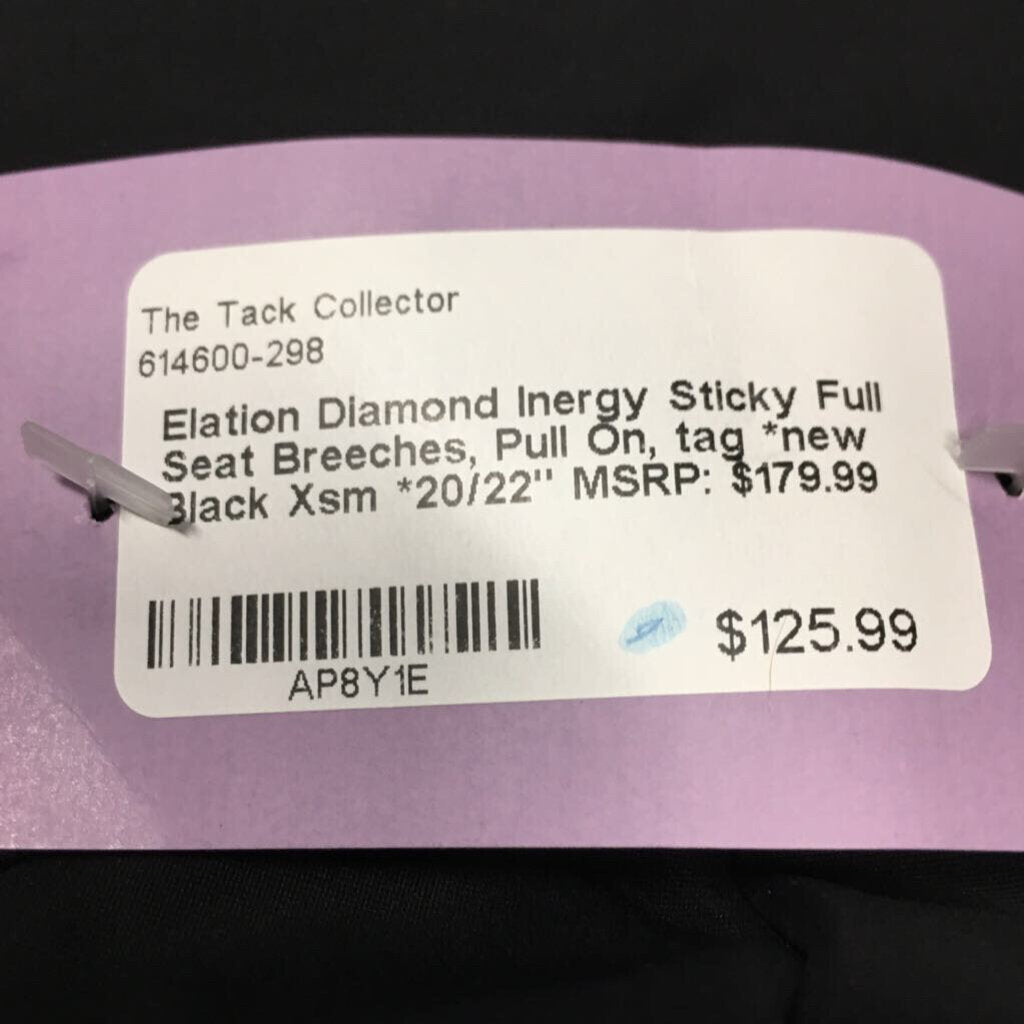 The Tack Collector
614600-298
Elation Diamond Inergy Sticky Full
Seat Breeches, Pull On, tag *new
Black Xsm *20/22" MSRP: $179.99
AP8Y1E
$125.99